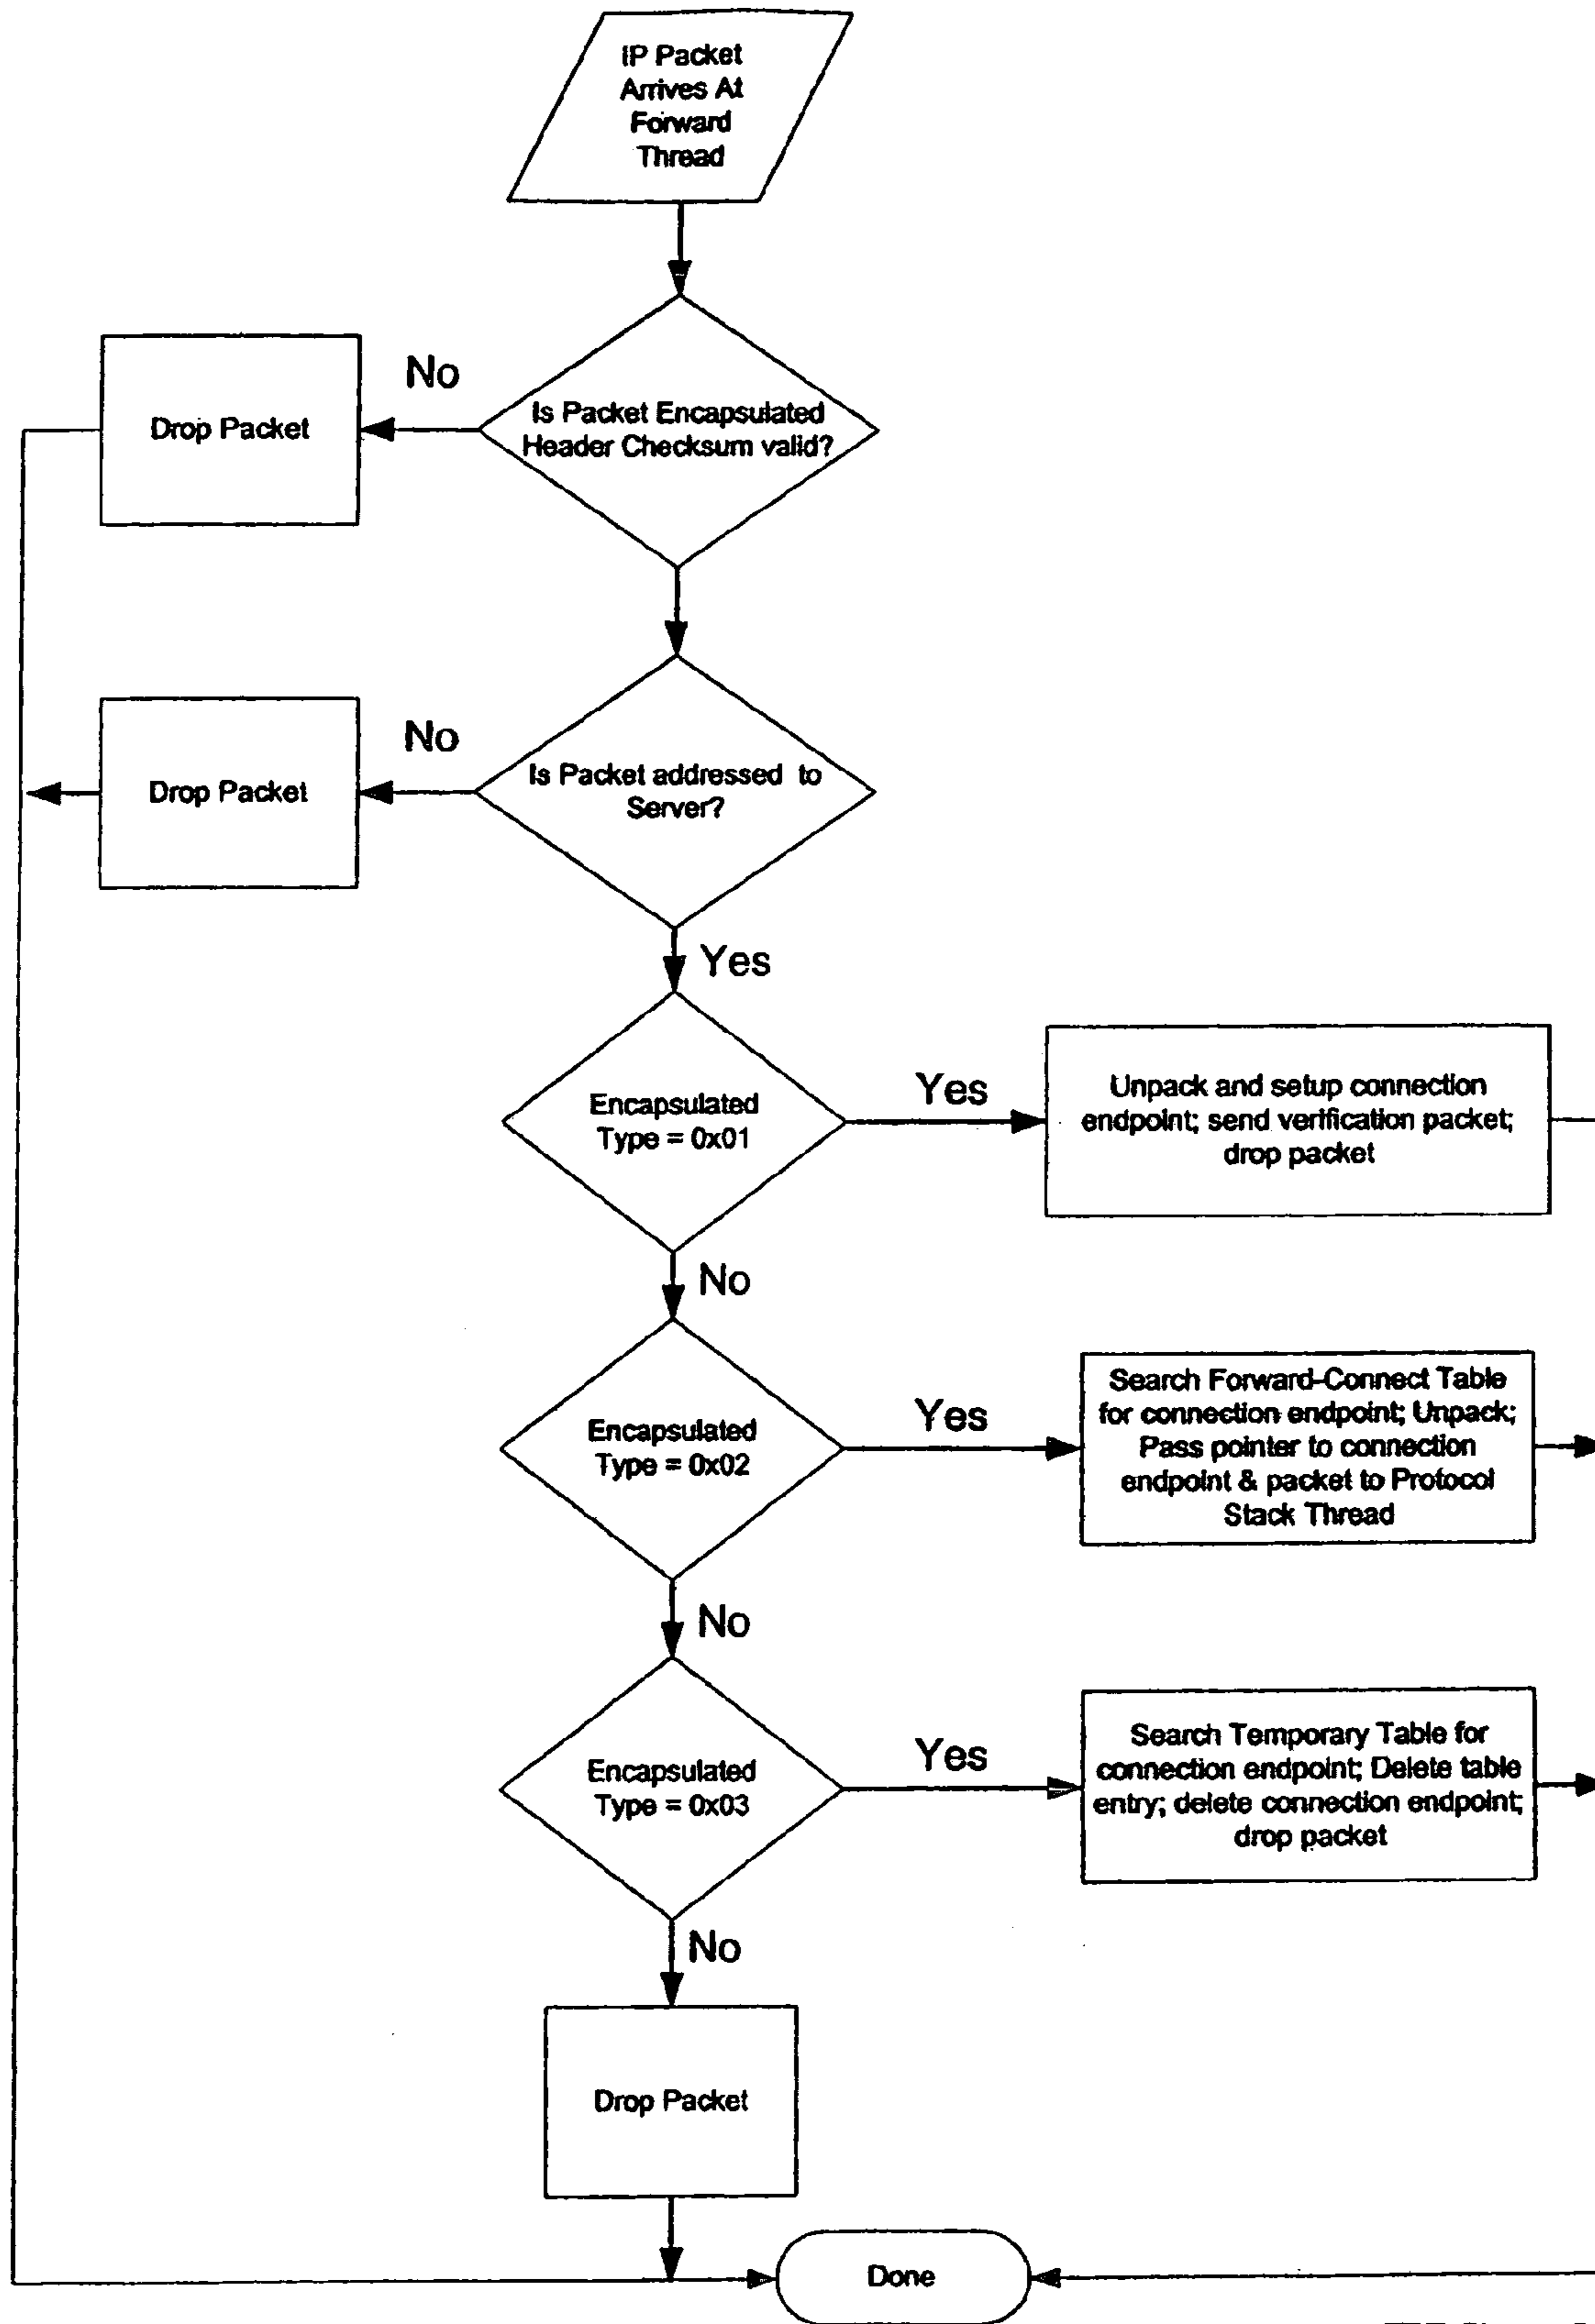 IP Packet
Arrives At
Forward
Thread
No
Drop Packet
Is Packet Encapsulated
Header Checksum valid?
No
Drop Packet
Is Packet addressed to
Server?
Yes
Encapsulated
Type = 0x01
Yes
Unpack and setup connection
endpoint; send verification packet;
drop packet
No
Encapsulated
Type = 0x02
Yes
Search Forward-Connect Table
for connection endpoint; Unpack;
Pass pointer to connection
endpoint & packet to Protocol
Stack Thread
No
Encapsulated
Type = 0x03
Yes
Search Temporary Table for
connection endpoint; Delete table
entry; delete connection endpoint;
drop packet
No
Drop Packet
Done